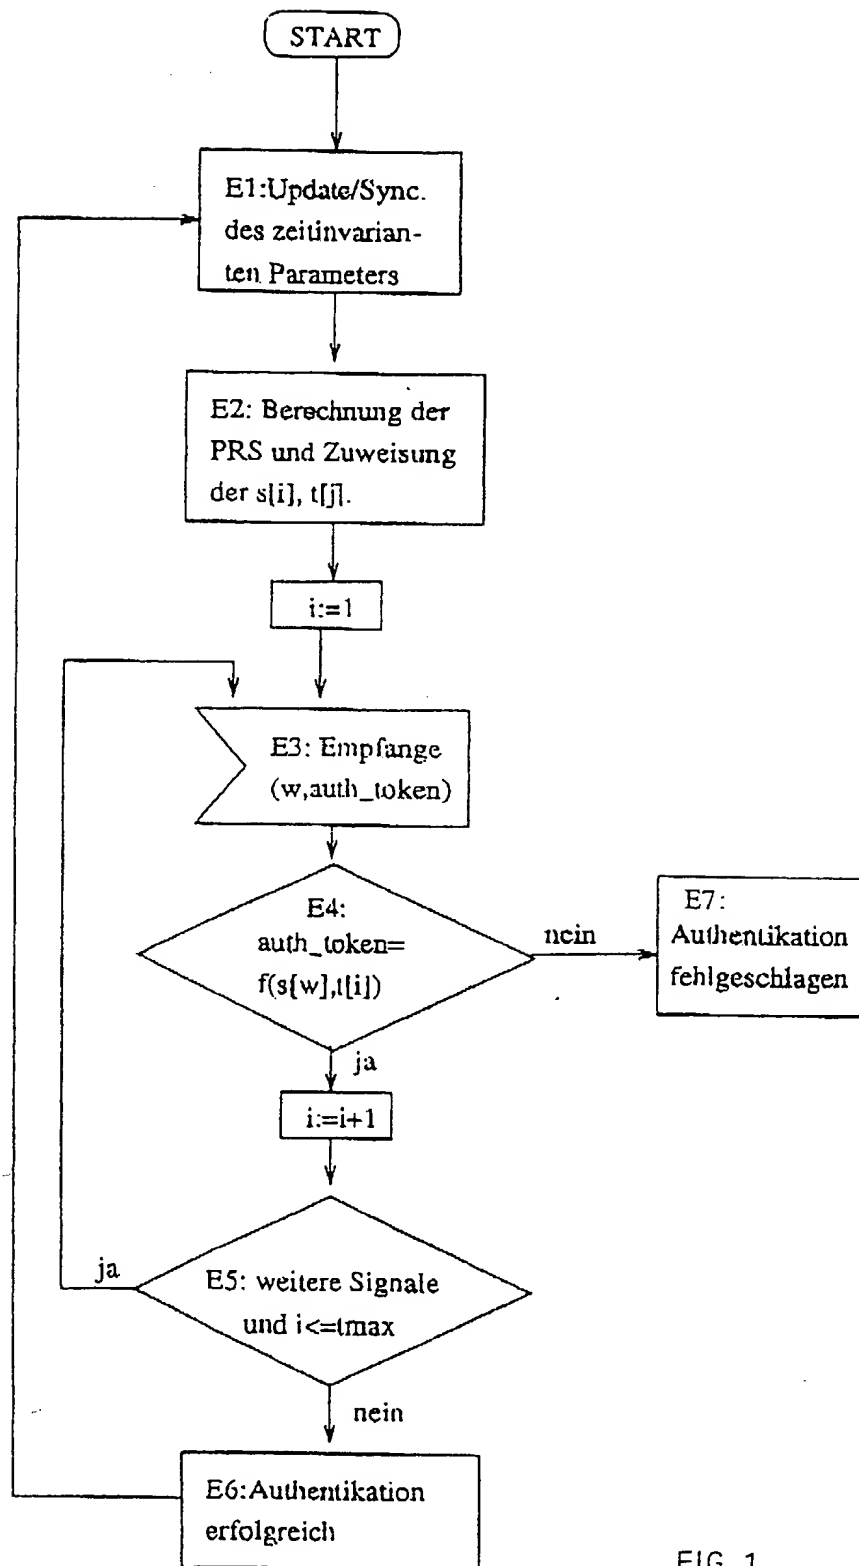 START
E1:Update/Sync.
des zeitinvarian-
ten Parameters
E2: Berechnung der
PRS und Zuweisung
der s[i], t[j].
i:=1
E3: Empfange
(w,auth_token)
E4:
auth_token=
f(s[w],t[i])
nein
E7:
Authentikation
fehlgeschlagen
ja
i:=i+1
ja
E5: weitere Signale
und i<=tmax
nein
E6:Authentikation
erfolgreich
FIG. 1